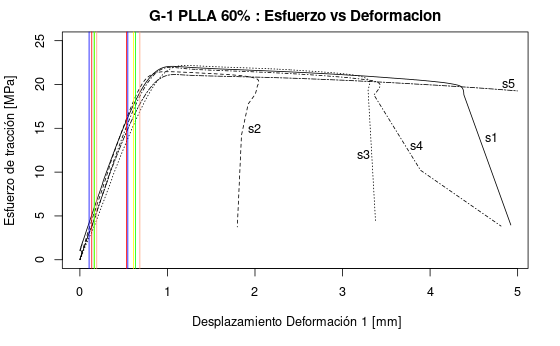 G-1 PLLA 60% : Esfuerzo vs Deformacion
25
20
15
10
5
0
Esfuerzo de tracción [MPa]
s5
s2
s1
s4
s3
0 1 2 3 4 5
Desplazamiento Deformación 1 [mm]